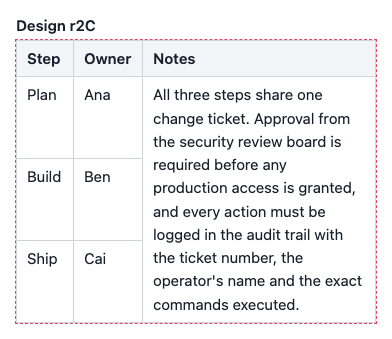 Design r2C
Step Owner Notes
Plan Ana
All three steps share one
change ticket. Approval from
the security review board is
required before any
production access is granted,
and every action must be
logged in the audit trail with
the ticket number, the
operator's name and the exact
commands executed.
Build Ben
Ship Cai